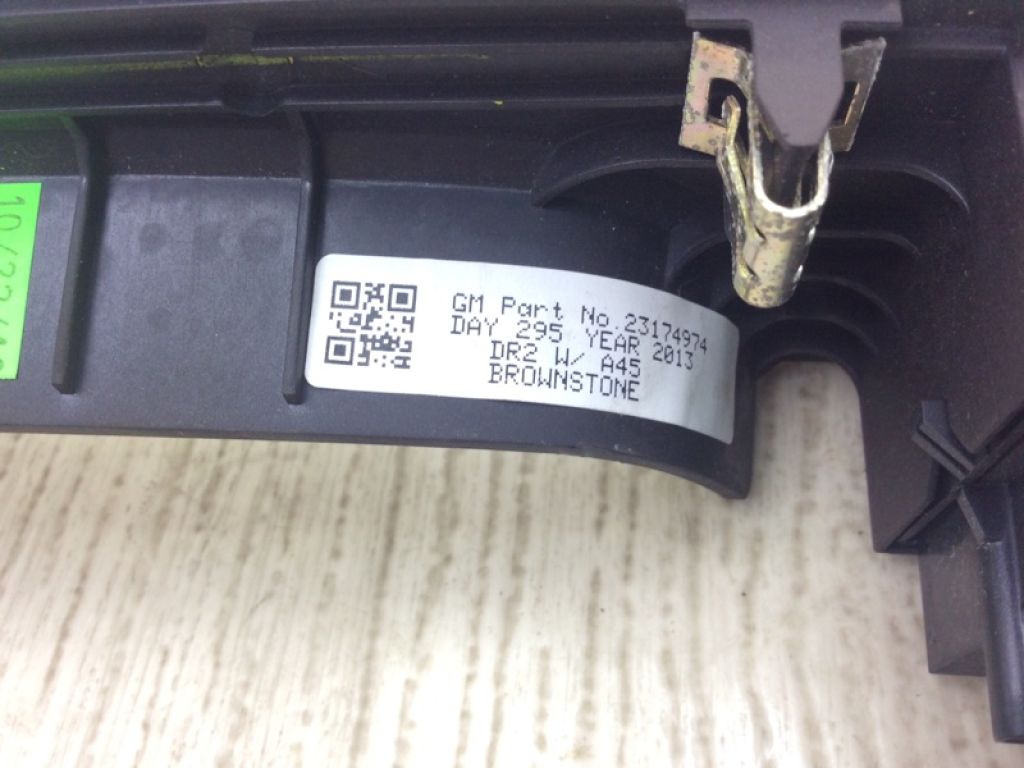 GM Part No.23174974
DAY 295 YEAR 2013
DR2 W/ A45
BROWNSTONE